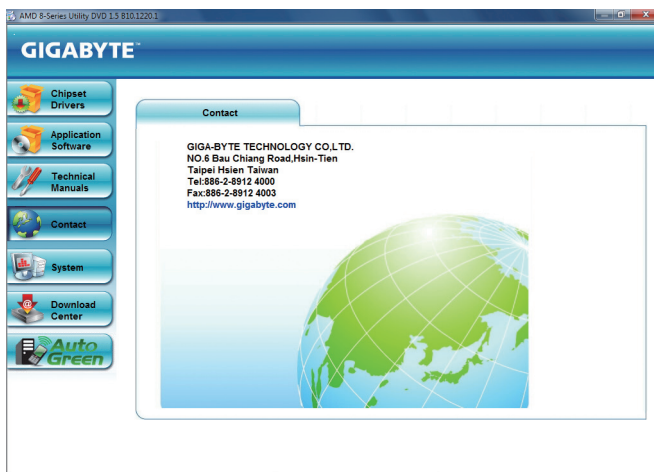 AMD 8-Series Utility DVD 1.5 B10.1220.1
GIGABYTE™
Chipset
Drivers
Application
Software
Technical
Manuals
Contact
System
Download
Center
Auto
Green
Contact
GIGA-BYTE TECHNOLOGY CO,LTD.
NO.6 Bau Chiang Road,Hsin-Tien
Taipei Hsien Taiwan
Tel:886-2-8912 4000
Fax:886-2-8912 4003
http://www.gigabyte.com